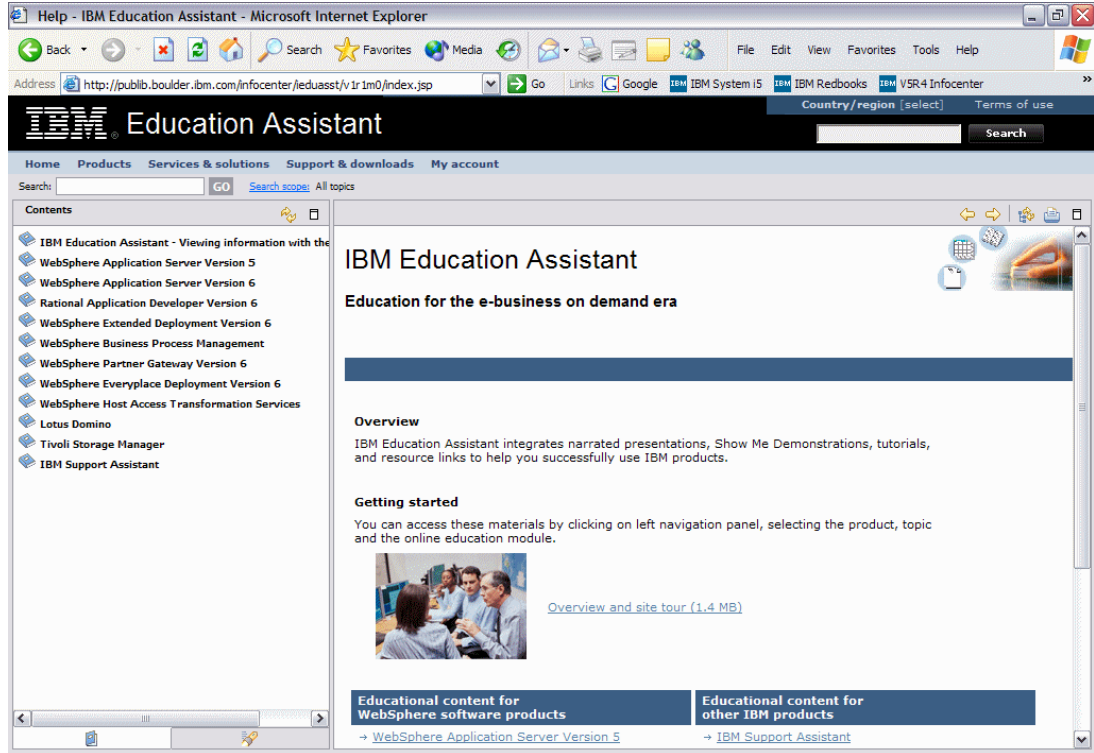 Help - IBM Education Assistant - Microsoft Internet Explorer
Back Search Favorites Media File Edit View Favorites Tools Help
Address http://publib.boulder.ibm.com/infocenter/ieduasst/v1r1m0/index.jsp Go Links Google IBM IBM System i5 IBM IBM Redbooks IBM V5R4 Infocenter »
Country/region [select] Terms of use
IBM® Education Assistant
Search
Home Products Services & solutions Support & downloads My account
Search: GO Search scope: All topics
Contents
IBM Education Assistant - Viewing information with the
WebSphere Application Server Version 5
WebSphere Application Server Version 6
Rational Application Developer Version 6
WebSphere Extended Deployment Version 6
WebSphere Business Process Management
WebSphere Partner Gateway Version 6
WebSphere Everyplace Deployment Version 6
WebSphere Host Access Transformation Services
Lotus Domino
Tivoli Storage Manager
IBM Support Assistant
IBM Education Assistant
Education for the e-business on demand era
Overview
IBM Education Assistant integrates narrated presentations, Show Me Demonstrations, tutorials,
and resource links to help you successfully use IBM products.
Getting started
You can access these materials by clicking on left navigation panel, selecting the product, topic
and the online education module.
Overview and site tour (1.4 MB)
Educational content for
WebSphere software products
→ WebSphere Application Server Version 5
Educational content for
other IBM products
→ IBM Support Assistant